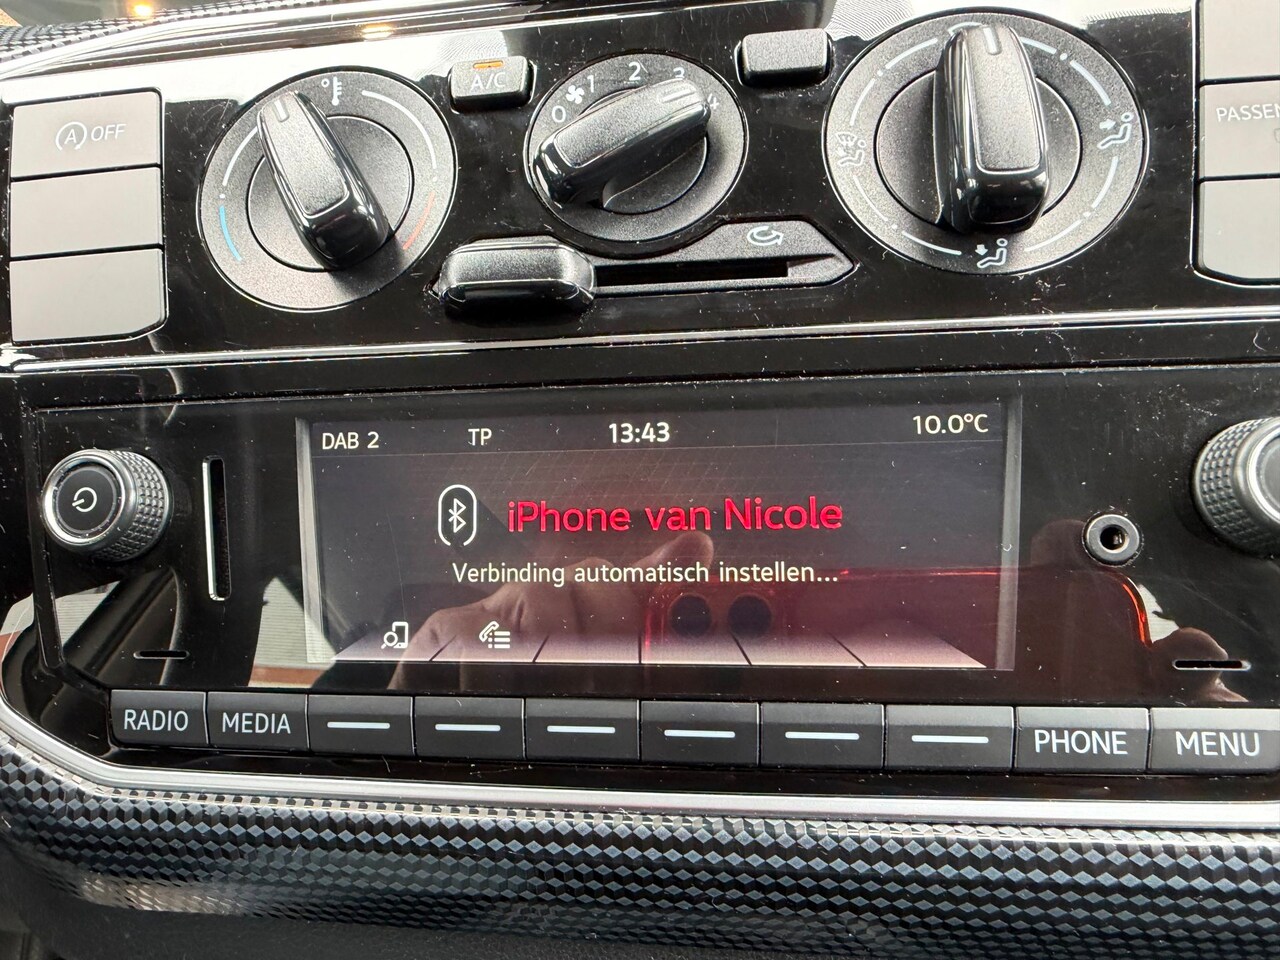 A OFF
A/C
0 1 2 3 4
PASSEN
DAB 2 TP 13:43 10.0°C
iPhone van Nicole
Verbinding automatisch instellen...
RADIO MEDIA PHONE MENU